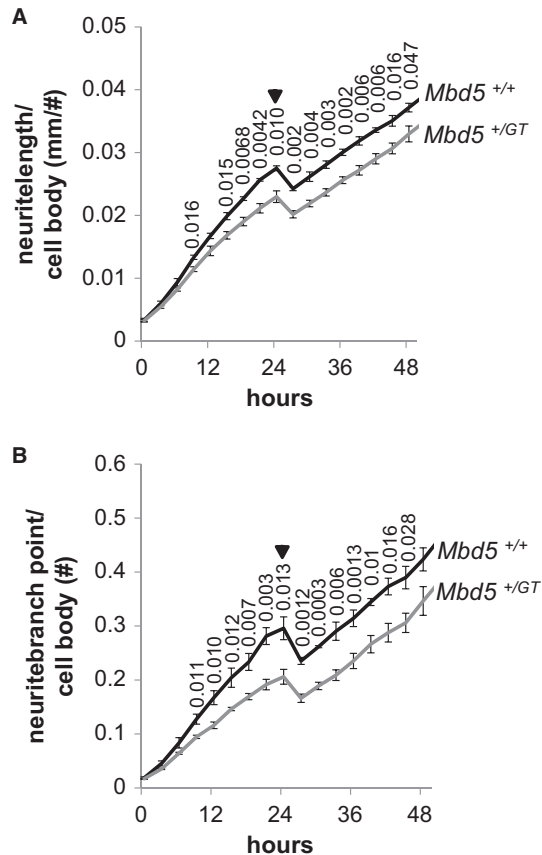 A
neuritelength/
cell body (mm/#)
0.05
0.04
0.03
0.02
0.01
0
0.016
0.015
0.0068
0.0042
0.010
0.002
0.004
0.003
0.002
0.006
0.006
0.016
0.047
Mbd5 +/+
Mbd5 +/GT
0 12 24 36 48
hours
B
neuritebranch point/
cell body (#)
0.6
0.5
0.4
0.3
0.2
0.1
0
0.011
0.010
0.012
0.007
0.003
0.013
0.0012
0.0003
0.006
0.0013
0.01
0.016
0.028
Mbd5 +/+
Mbd5 +/GT
0 12 24 36 48
hours